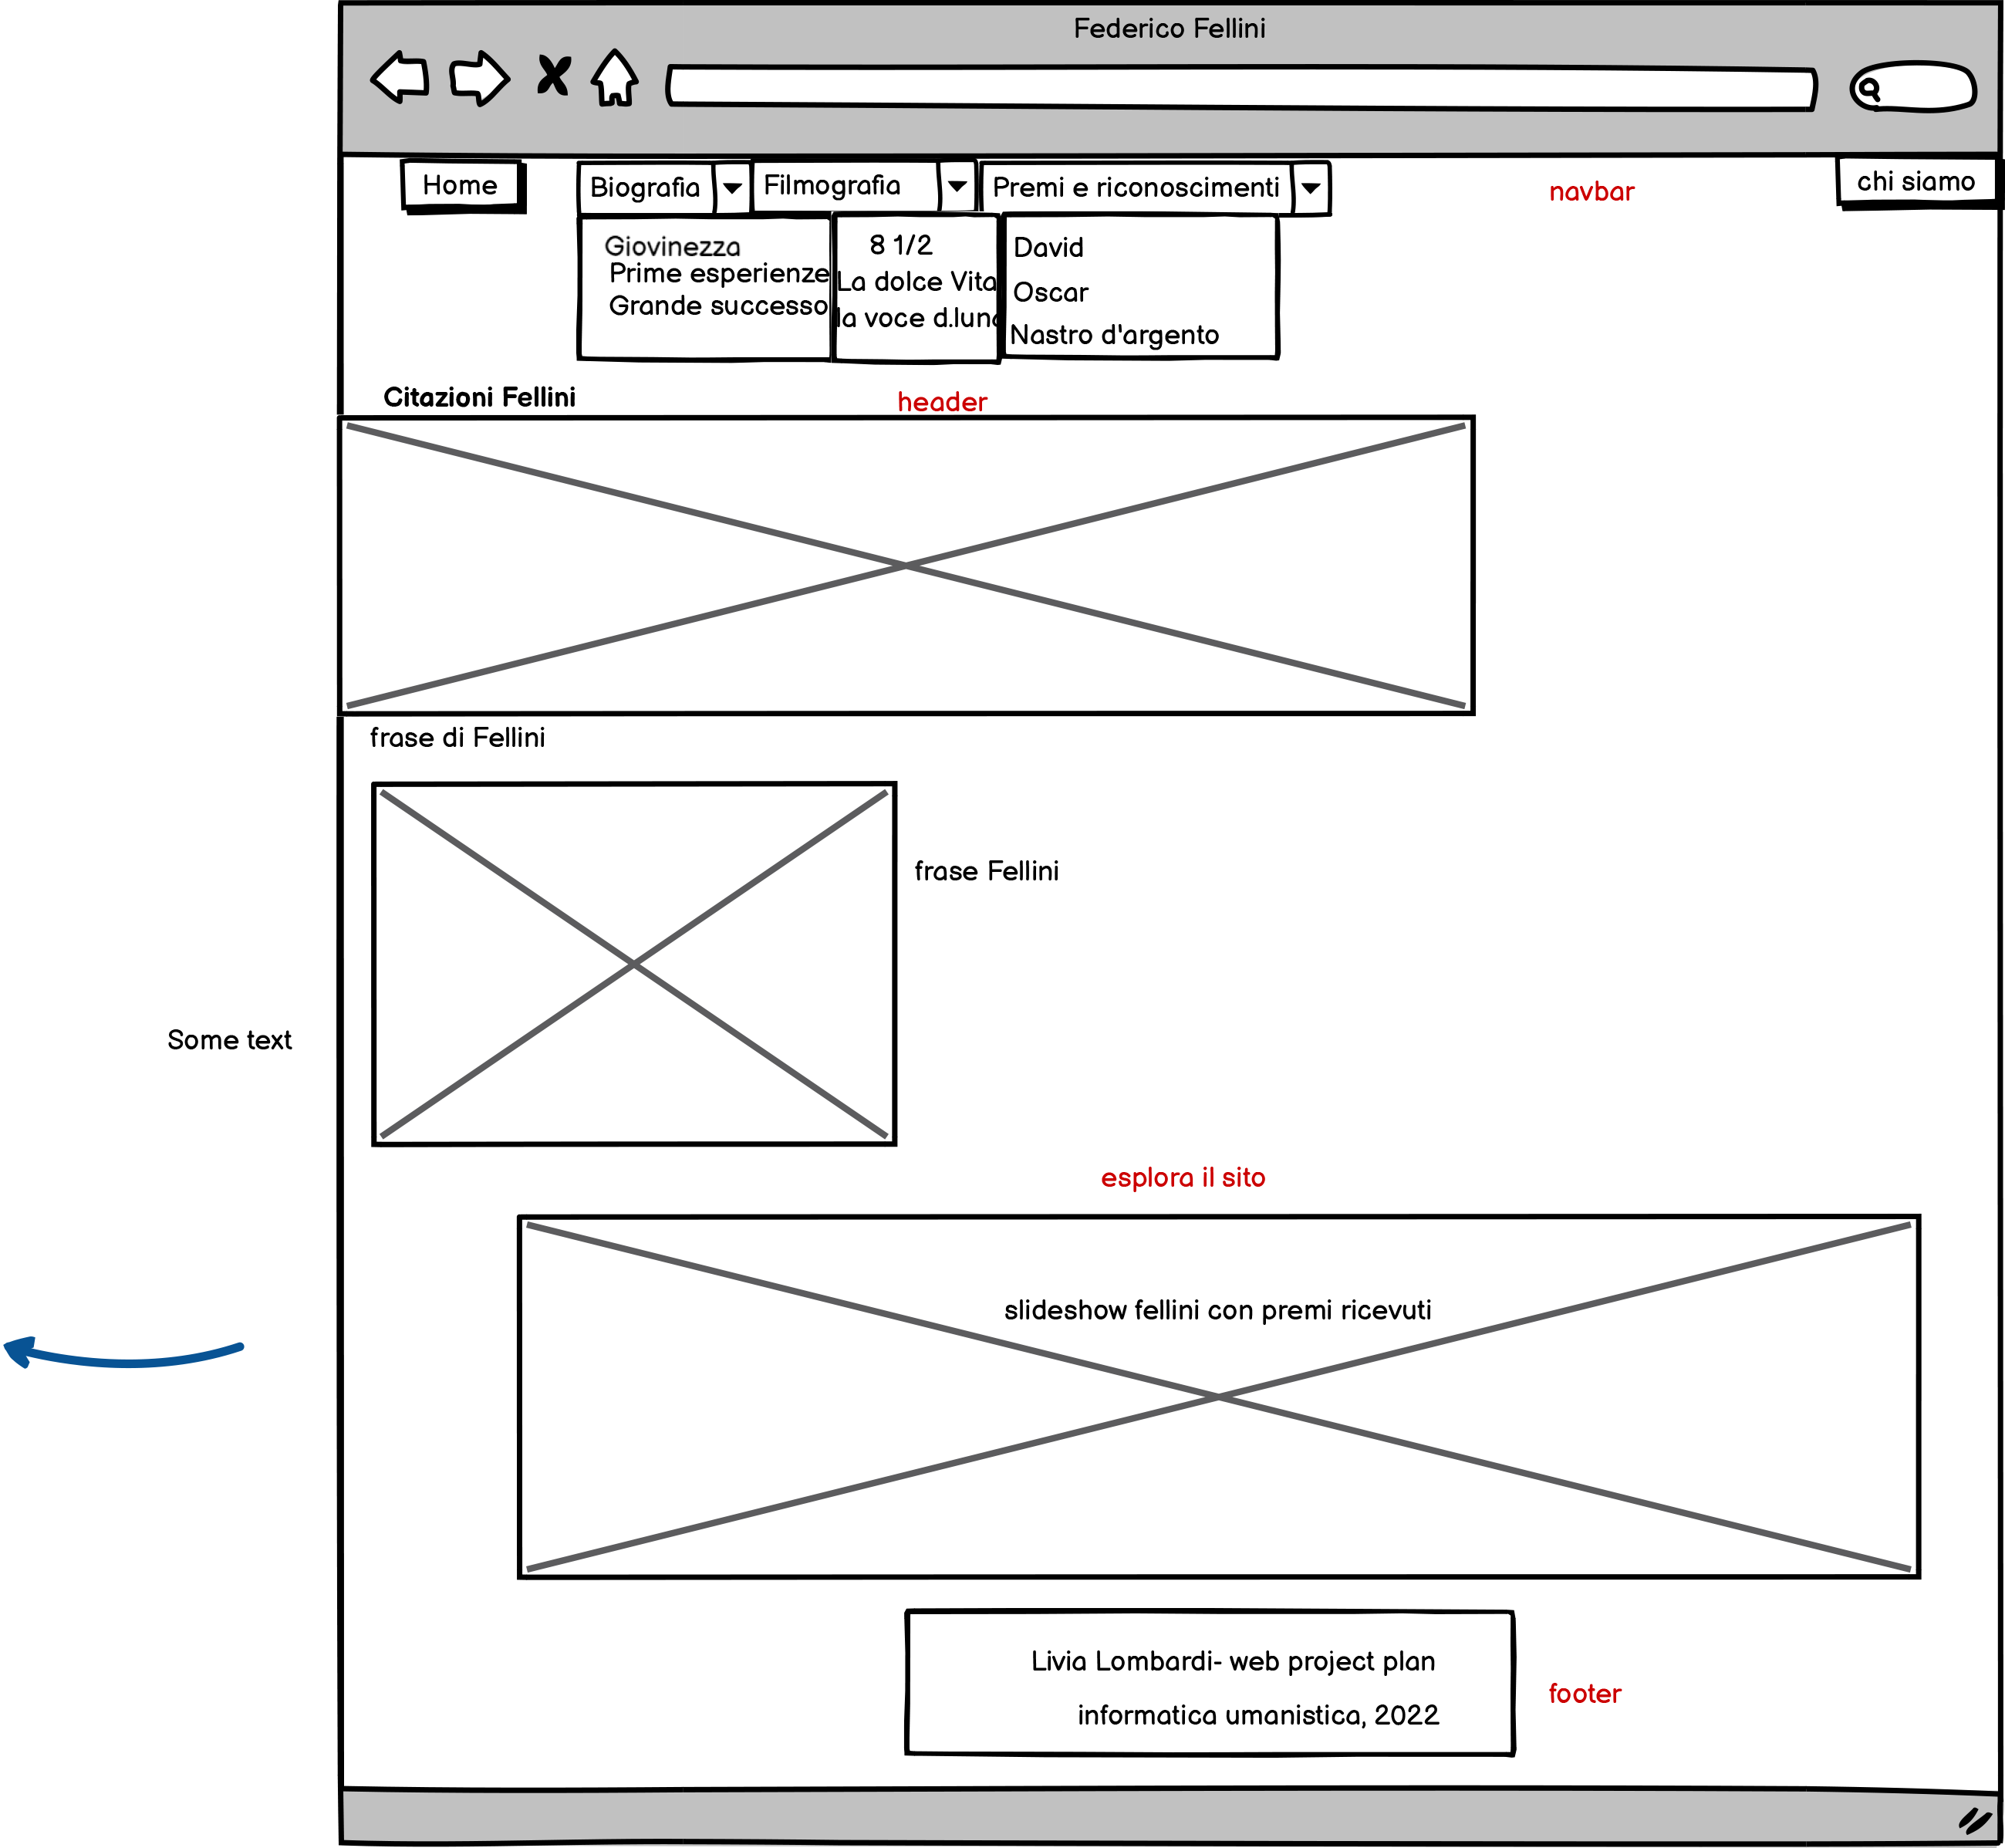 Federico Fellini
Home
Biografia
Filmografia
Premi e riconoscimenti
navbar
chi siamo
Giovinezza
Prime esperienze
Grande successo
8 1/2
La dolce Vita
la voce d.luna
David
Oscar
Nastro d'argento
Citazioni Fellini
header
frase di Fellini
frase Fellini
Some text
esplora il sito
slideshow fellini con premi ricevuti
Livia Lombardi- web project plan
informatica umanistica, 2022
footer